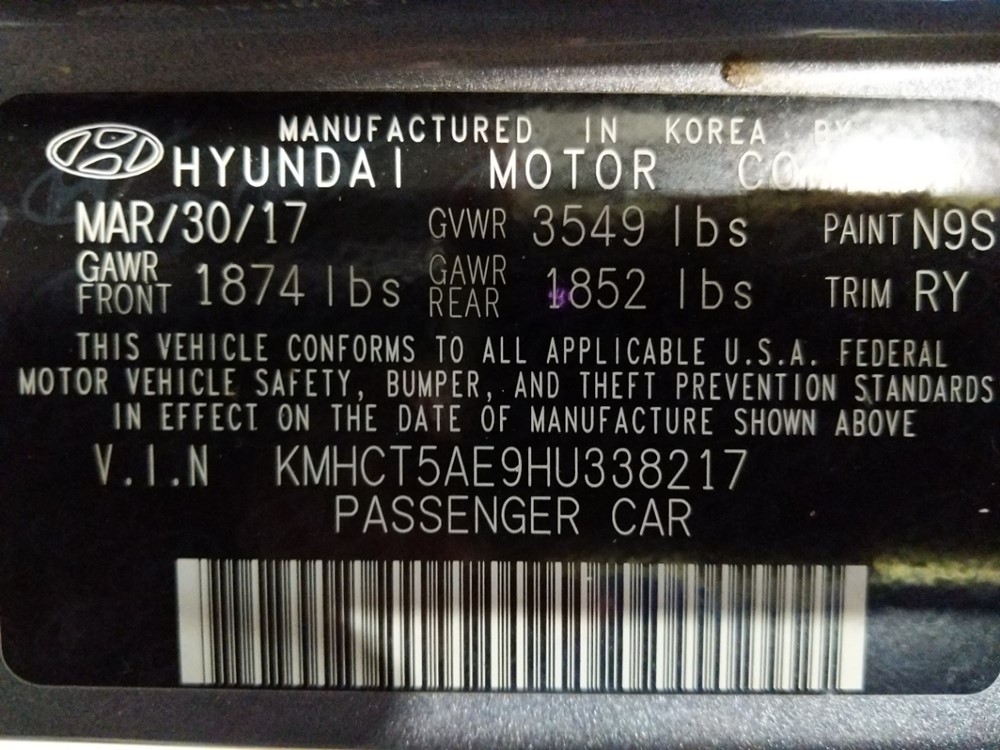 MANUFACTURED IN KOREA BY
HYUNDAI MOTOR
MAR/30/17 GVWR 3549 lbs PAINT N9S
GAWR FRONT 1874 lbs GAWR REAR 1852 lbs TRIM RY
THIS VEHICLE CONFORMS TO ALL APPLICABLE U.S.A. FEDERAL
MOTOR VEHICLE SAFETY, BUMPER, AND THEFT PREVENTION STANDARDS
IN EFFECT ON THE DATE OF MANUFACTURE SHOWN ABOVE
V.I.N KMHCT5AE9HU338217
PASSENGER CAR